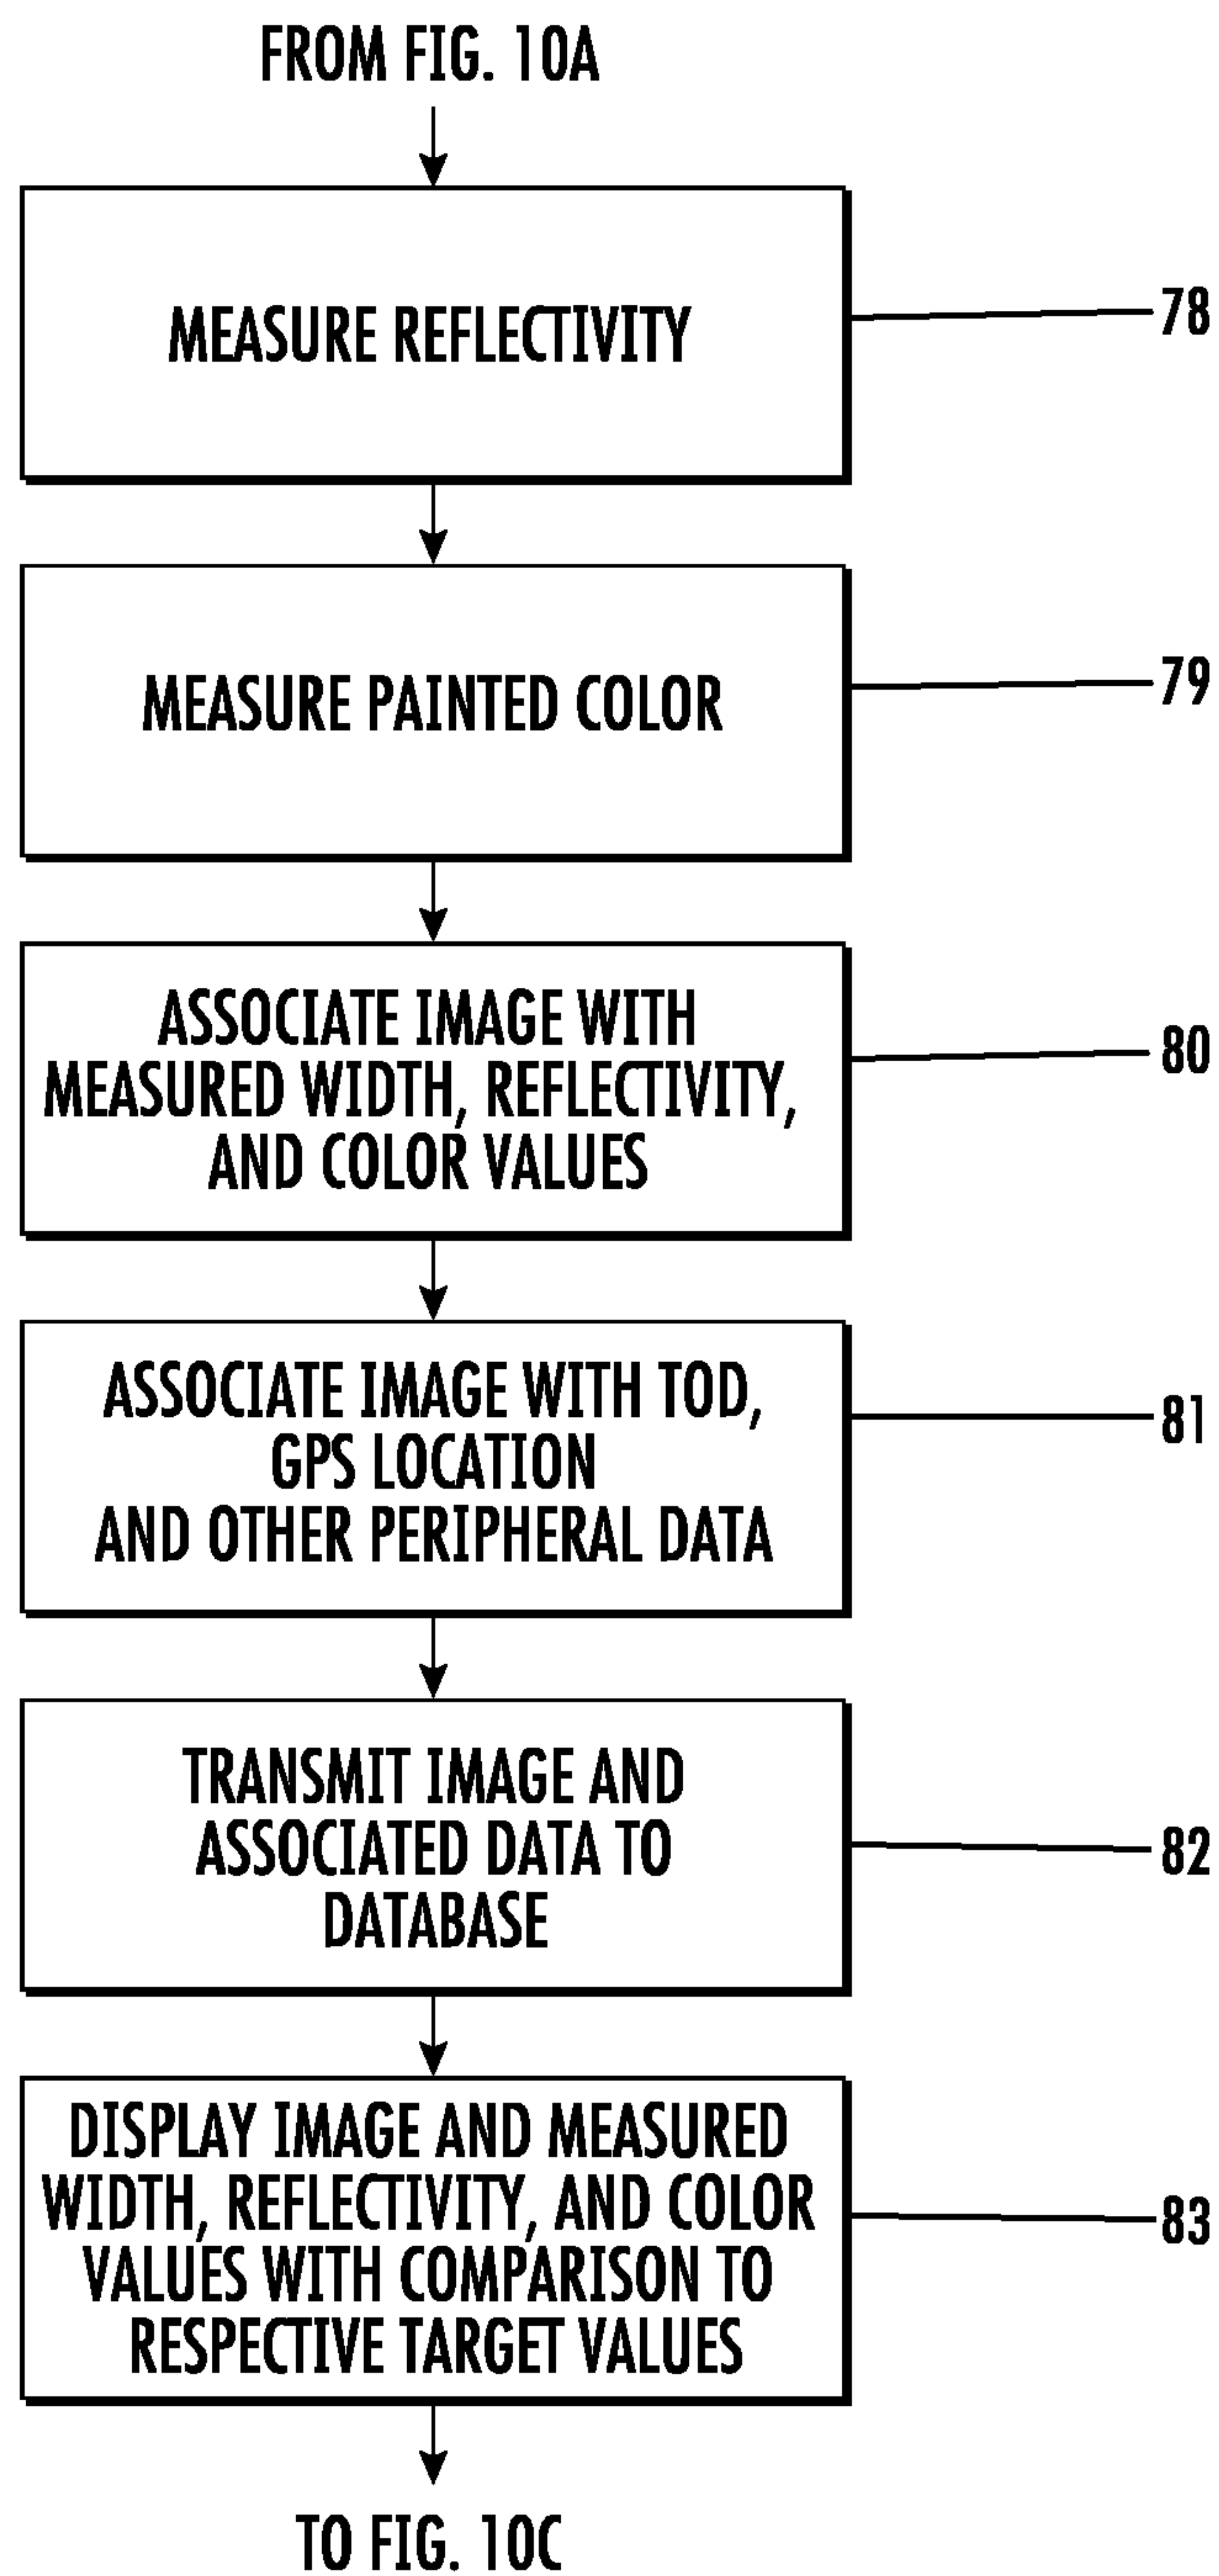 FROM FIG. 10A
MEASURE REFLECTIVITY
78
MEASURE PAINTED COLOR
79
ASSOCIATE IMAGE WITH
MEASURED WIDTH, REFLECTIVITY,
AND COLOR VALUES
80
ASSOCIATE IMAGE WITH TOD,
GPS LOCATION
AND OTHER PERIPHERAL DATA
81
TRANSMIT IMAGE AND
ASSOCIATED DATA TO
DATABASE
82
DISPLAY IMAGE AND MEASURED
WIDTH, REFLECTIVITY, AND COLOR
VALUES WITH COMPARISON TO
RESPECTIVE TARGET VALUES
83
TO FIG. 10C